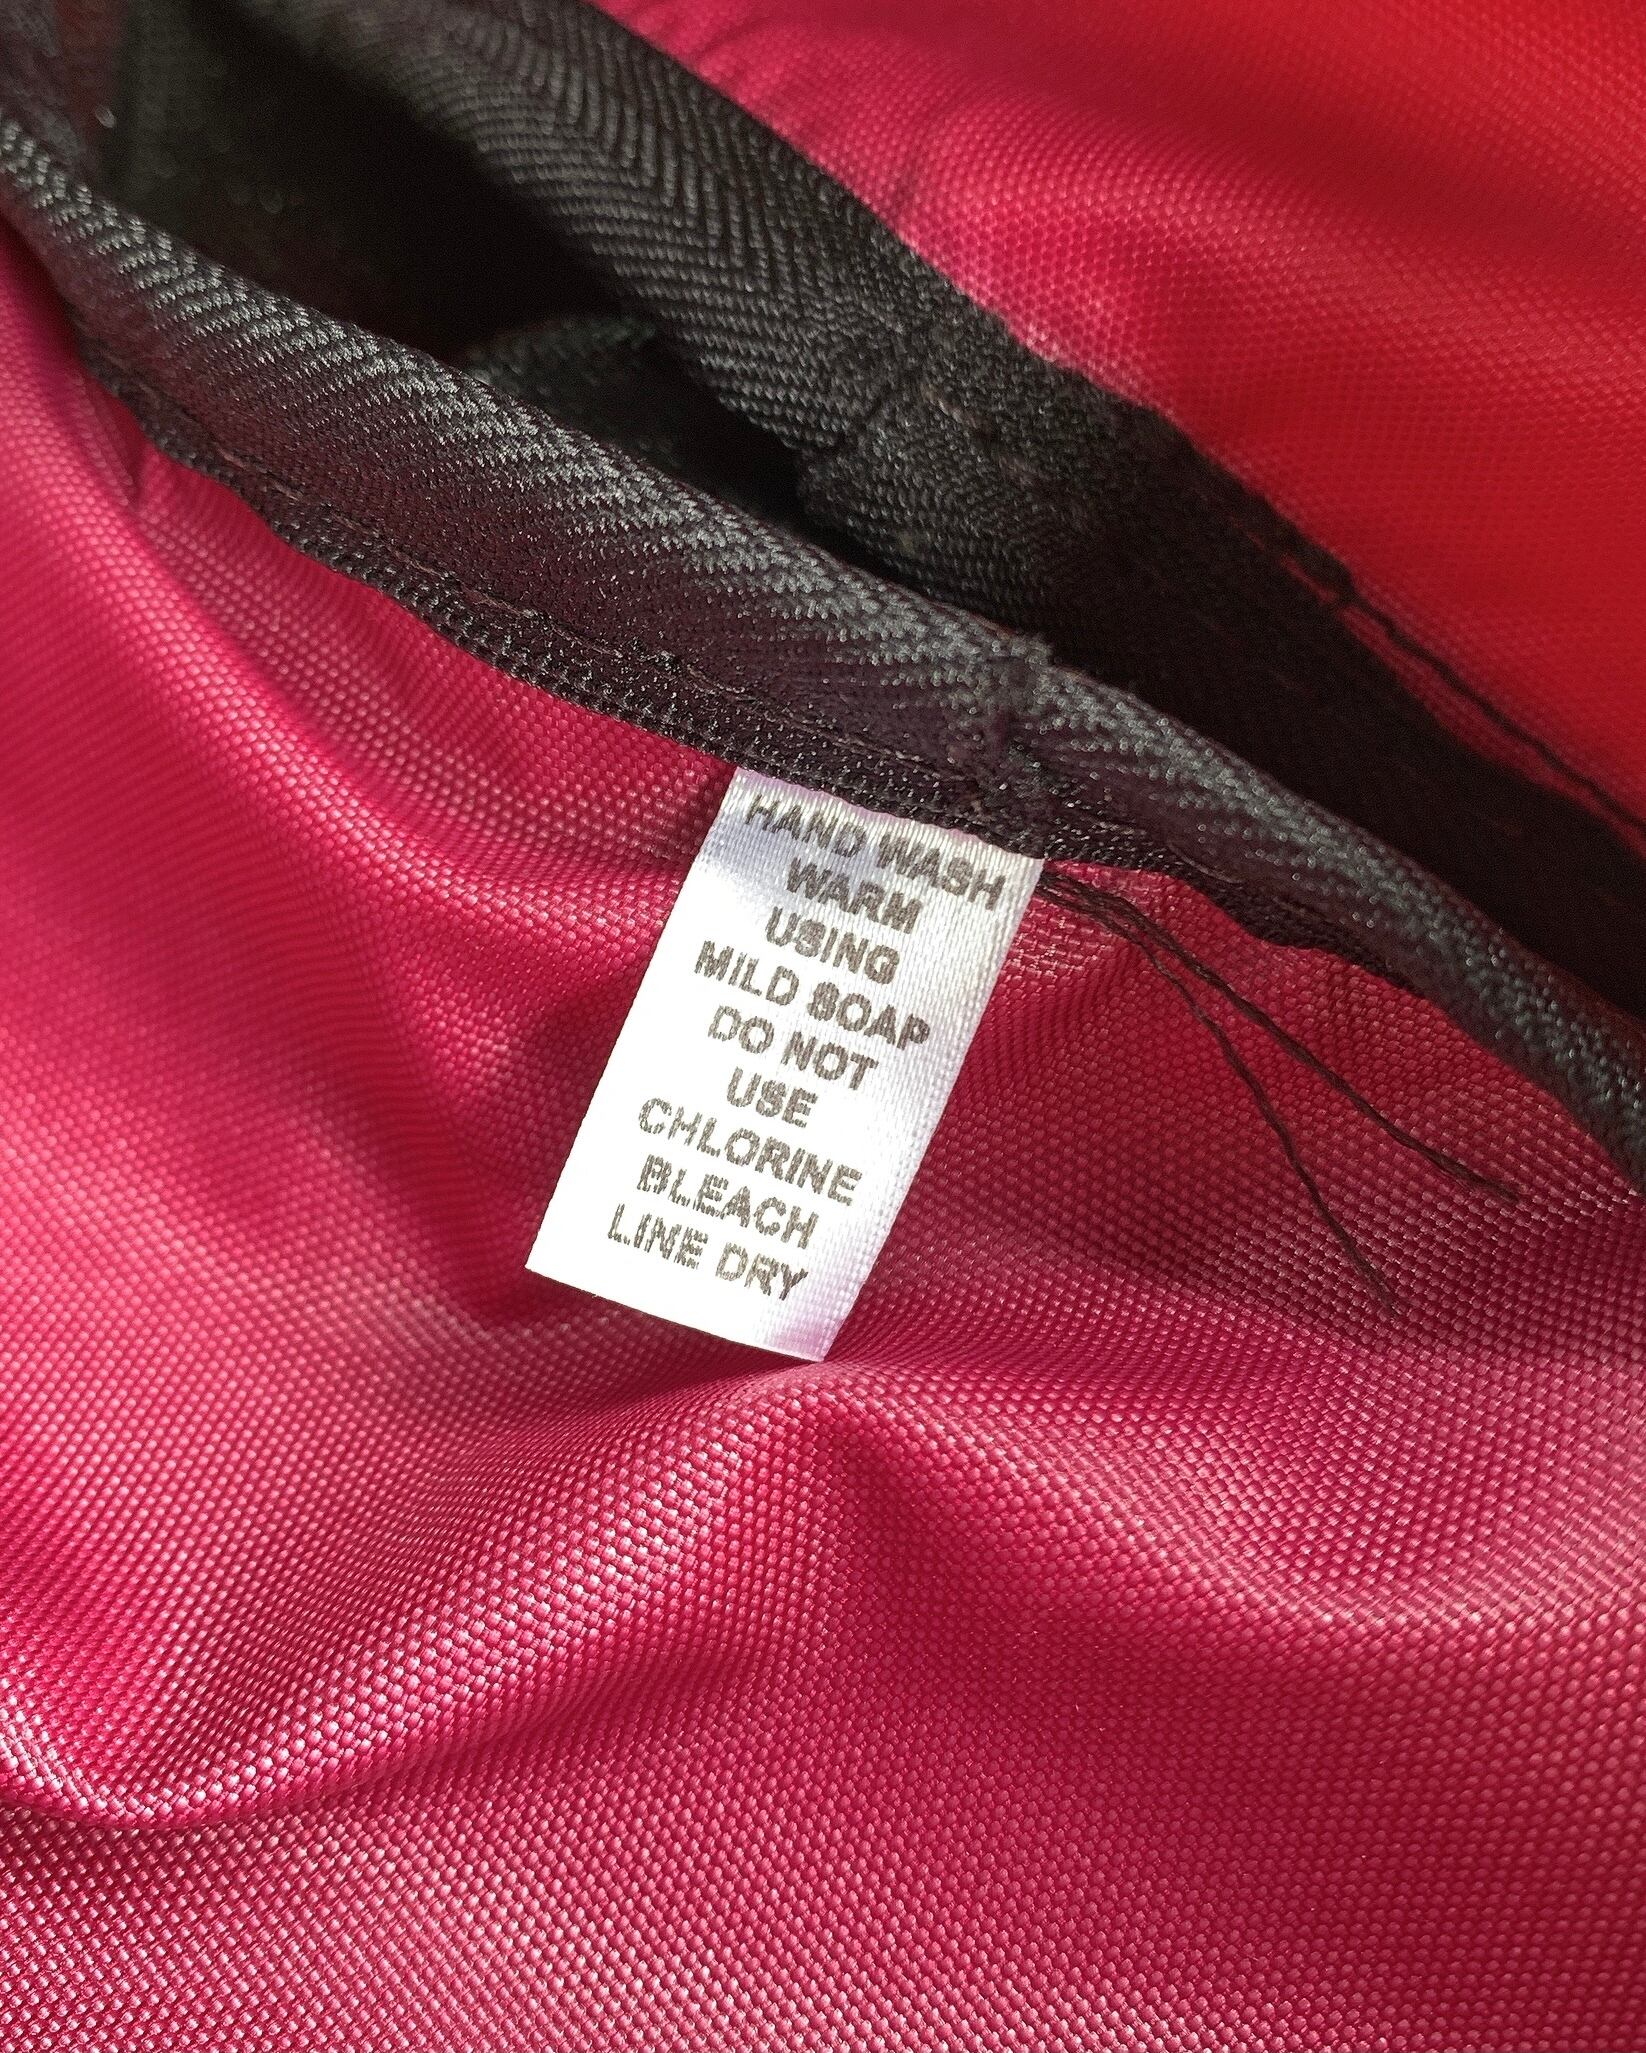 HAND WASH
WARM
USING
MILD SOAP
DO NOT
USE
CHLORINE
BLEACH
LINE DRY